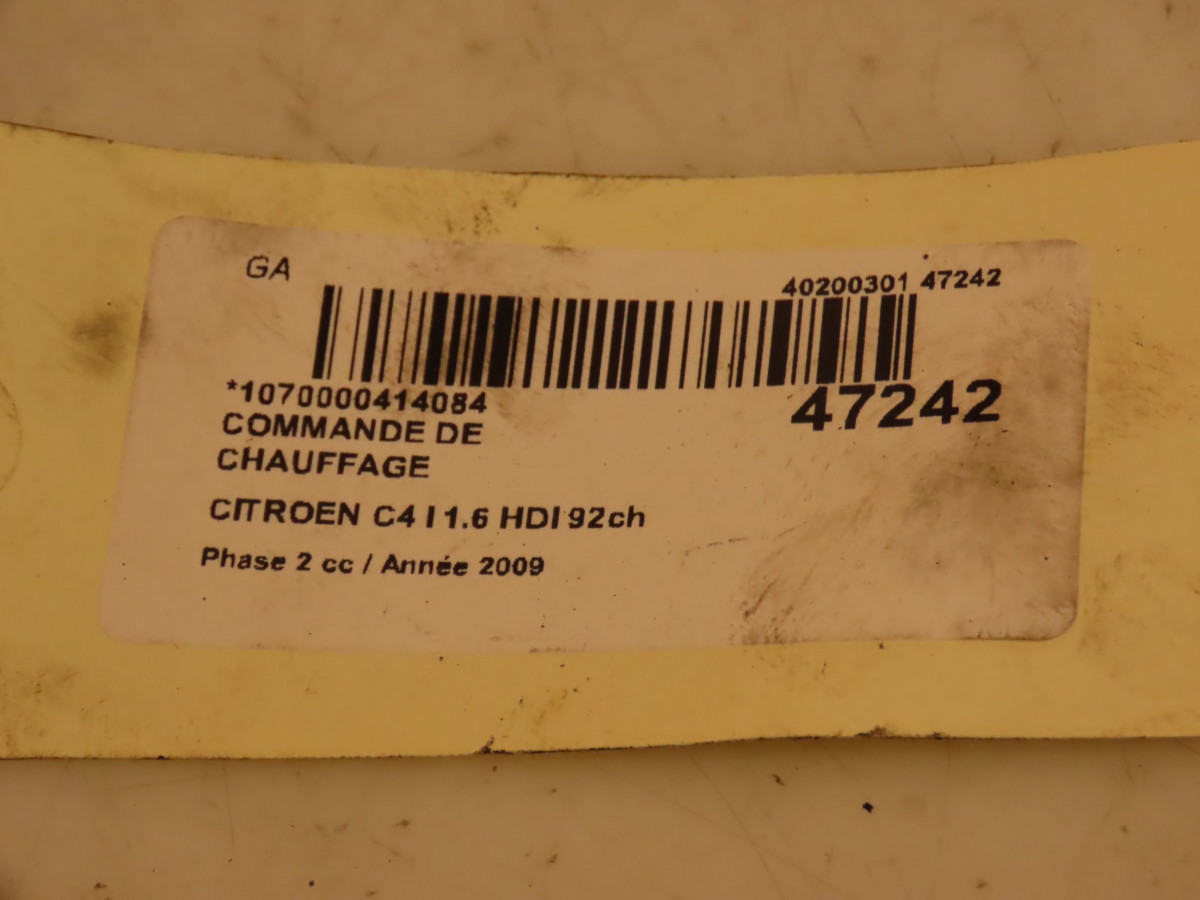 GA
40200301 47242
*1070000414084
47242
COMMANDE DE
CHAUFFAGE
CITROEN C4 I 1.6 HDI 92ch
Phase 2 cc / Année 2009